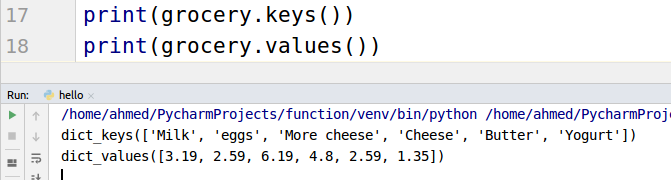 17 print(grocery.keys())
18 print(grocery.values())
Run: hello
/home/ahmed/PycharmProjects/function/venv/bin/python /home/ahmed/PycharmProje
dict_keys(['Milk', 'eggs', 'More cheese', 'Cheese', 'Butter', 'Yogurt'])
dict_values([3.19, 2.59, 6.19, 4.8, 2.59, 1.35])